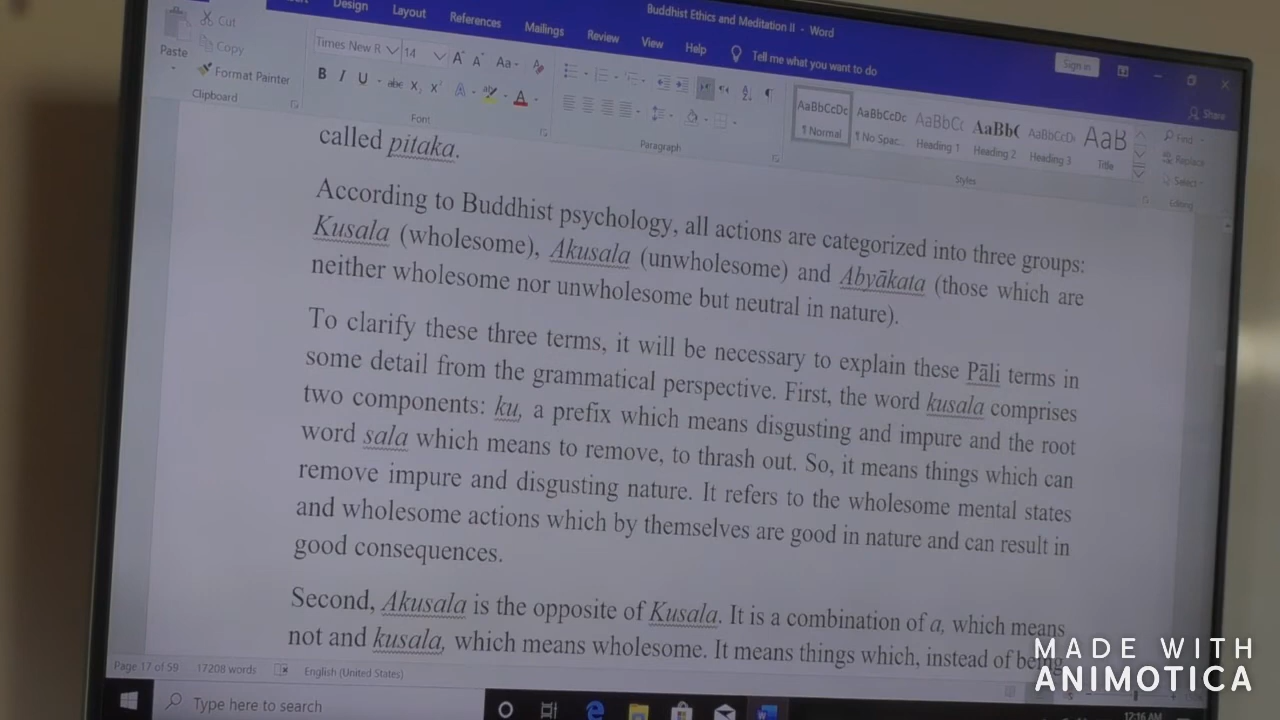 Buddhist Ethics and Meditation II - Word
Design Layout References Mailings Review View Help Tell me what you want to do Sign in
Share
Cut
Copy
Paste
Format Painter
Clipboard
Times New R 14
Font
Paragraph
AaBbCcDc AaBbCcDc AaBbC AaBb AaBbCcD AaB
Normal No Spac... Heading 1 Heading 2 Heading 3 Title
Styles
Find
Replace
Select
Editing
called pitaka.
According to Buddhist psychology, all actions are categorized into three groups:
Kusala (wholesome), Akusala (unwholesome) and Abyākata (those which are
neither wholesome nor unwholesome but neutral in nature).
To clarify these three terms, it will be necessary to explain these Pāli terms in
some detail from the grammatical perspective. First, the word kusala comprises
two components: ku, a prefix which means disgusting and impure and the root
word sala which means to remove, to thrash out. So, it means things which can
remove impure and disgusting nature. It refers to the wholesome mental states
and wholesome actions which by themselves are good in nature and can result in
good consequences.
Second, Akusala is the opposite of Kusala. It is a combination of a, which means
not and kusala, which means wholesome. It means things which, instead of being
Page 17 of 59 17208 words English (United States)
Type here to search
12:16 AM
MADE WITH
ANIMOTICA